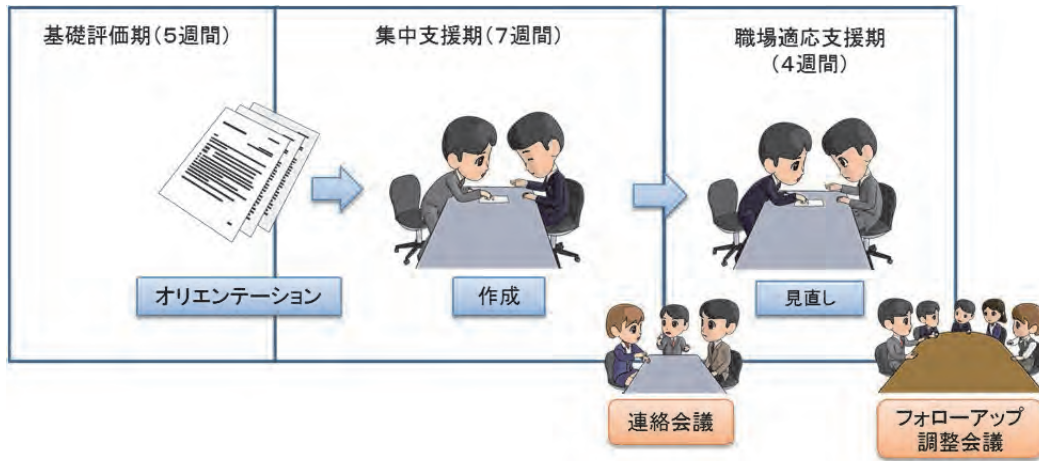 基礎評価期(5週間)
集中支援期(7週間)
職場適応支援期
(4週間)
オリエンテーション
作成
見直し
連絡会議
フォローアップ
調整会議